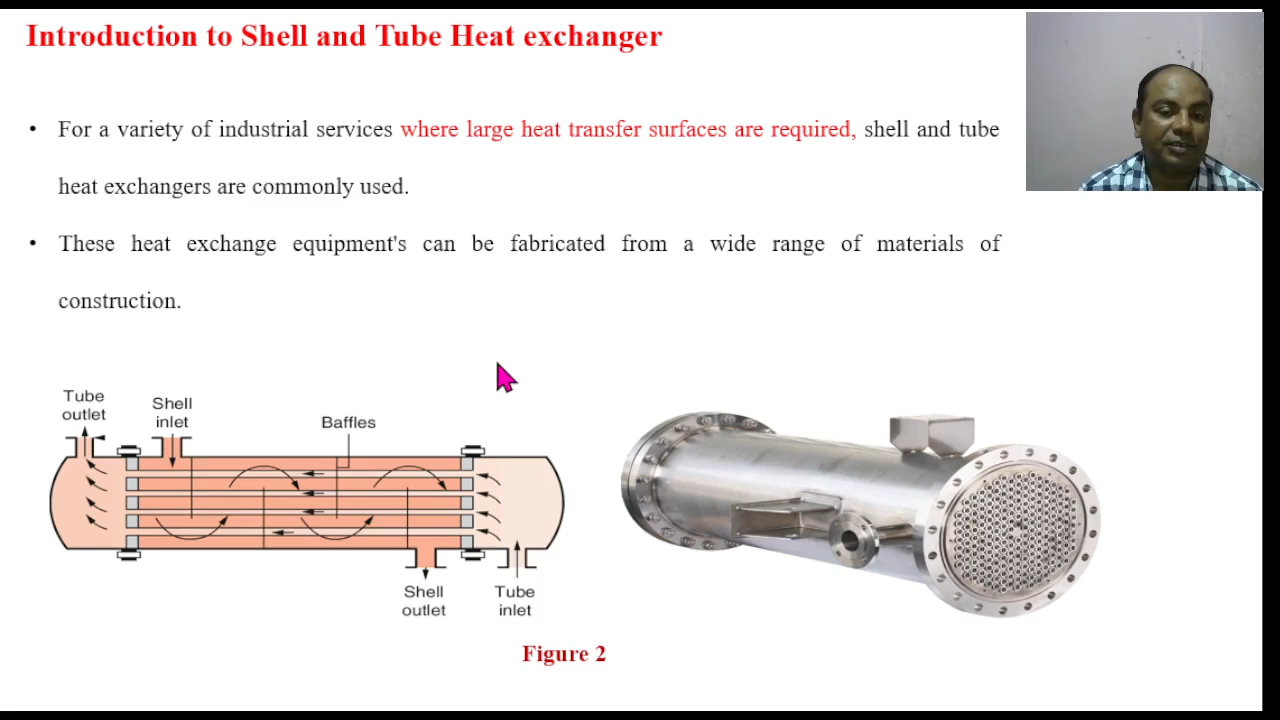 Introduction to Shell and Tube Heat exchanger
• For a variety of industrial services where large heat transfer surfaces are required, shell and tube
heat exchangers are commonly used.
• These heat exchange equipment's can be fabricated from a wide range of materials of
construction.
Tube
outlet
Shell
inlet
Baffles
Shell
outlet
Tube
inlet
Figure 2